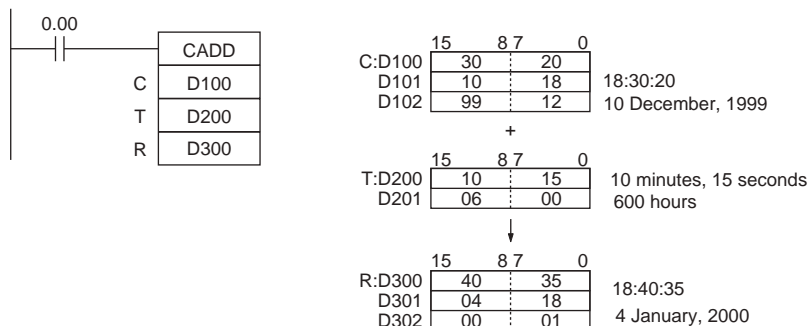 0.00
CADD
C D100
T D200
R D300
15 8 7 0
C:D100 30 20
D101 10 18 18:30:20
D102 99 12 10 December, 1999
+
15 8 7 0
T:D200 10 15 10 minutes, 15 seconds
D201 06 00 600 hours
15 8 7 0
R:D300 40 35 18:40:35
D301 04 18
D302 00 01 4 January, 2000